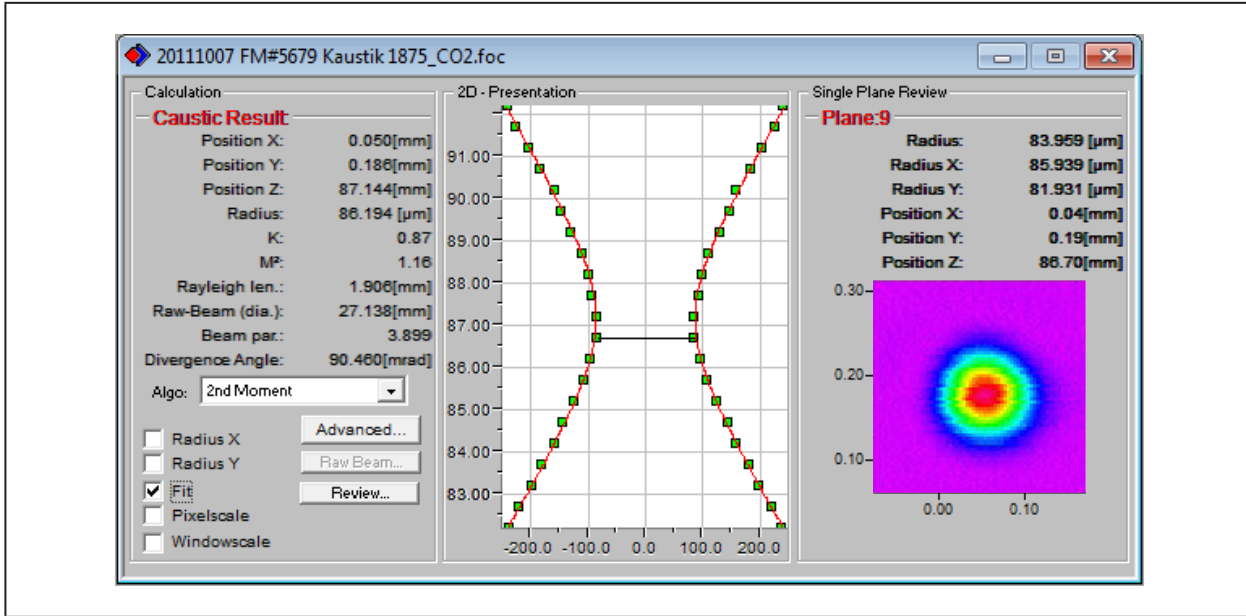 20111007 FM#5679 Kaustik 1875_CO2.foc
Calculation
Caustic Result:
Position X: 0.050[mm]
Position Y: 0.186[mm]
Position Z: 87.144[mm]
Radius: 86.194 [µm]
K: 0.87
M²: 1.16
Rayleigh len.: 1.906[mm]
Raw-Beam (dia.): 27.138[mm]
Beam par.: 3.899
Divergence Angle: 90.460[mrad]
Algo: 2nd Moment
Radius X
Radius Y
Fit
Pixelscale
Windowscale
Advanced...
Raw Beam...
Review...
2D - Presentation
91.00
90.00
89.00
88.00
87.00
86.00
85.00
84.00
83.00
-200.0 -100.0 0.0 100.0 200.0
Single Plane Review
Plane:9
Radius: 83.959 [µm]
Radius X: 85.939 [µm]
Radius Y: 81.931 [µm]
Position X: 0.04[mm]
Position Y: 0.19[mm]
Position Z: 86.70[mm]
0.30
0.20
0.10
0.00 0.10